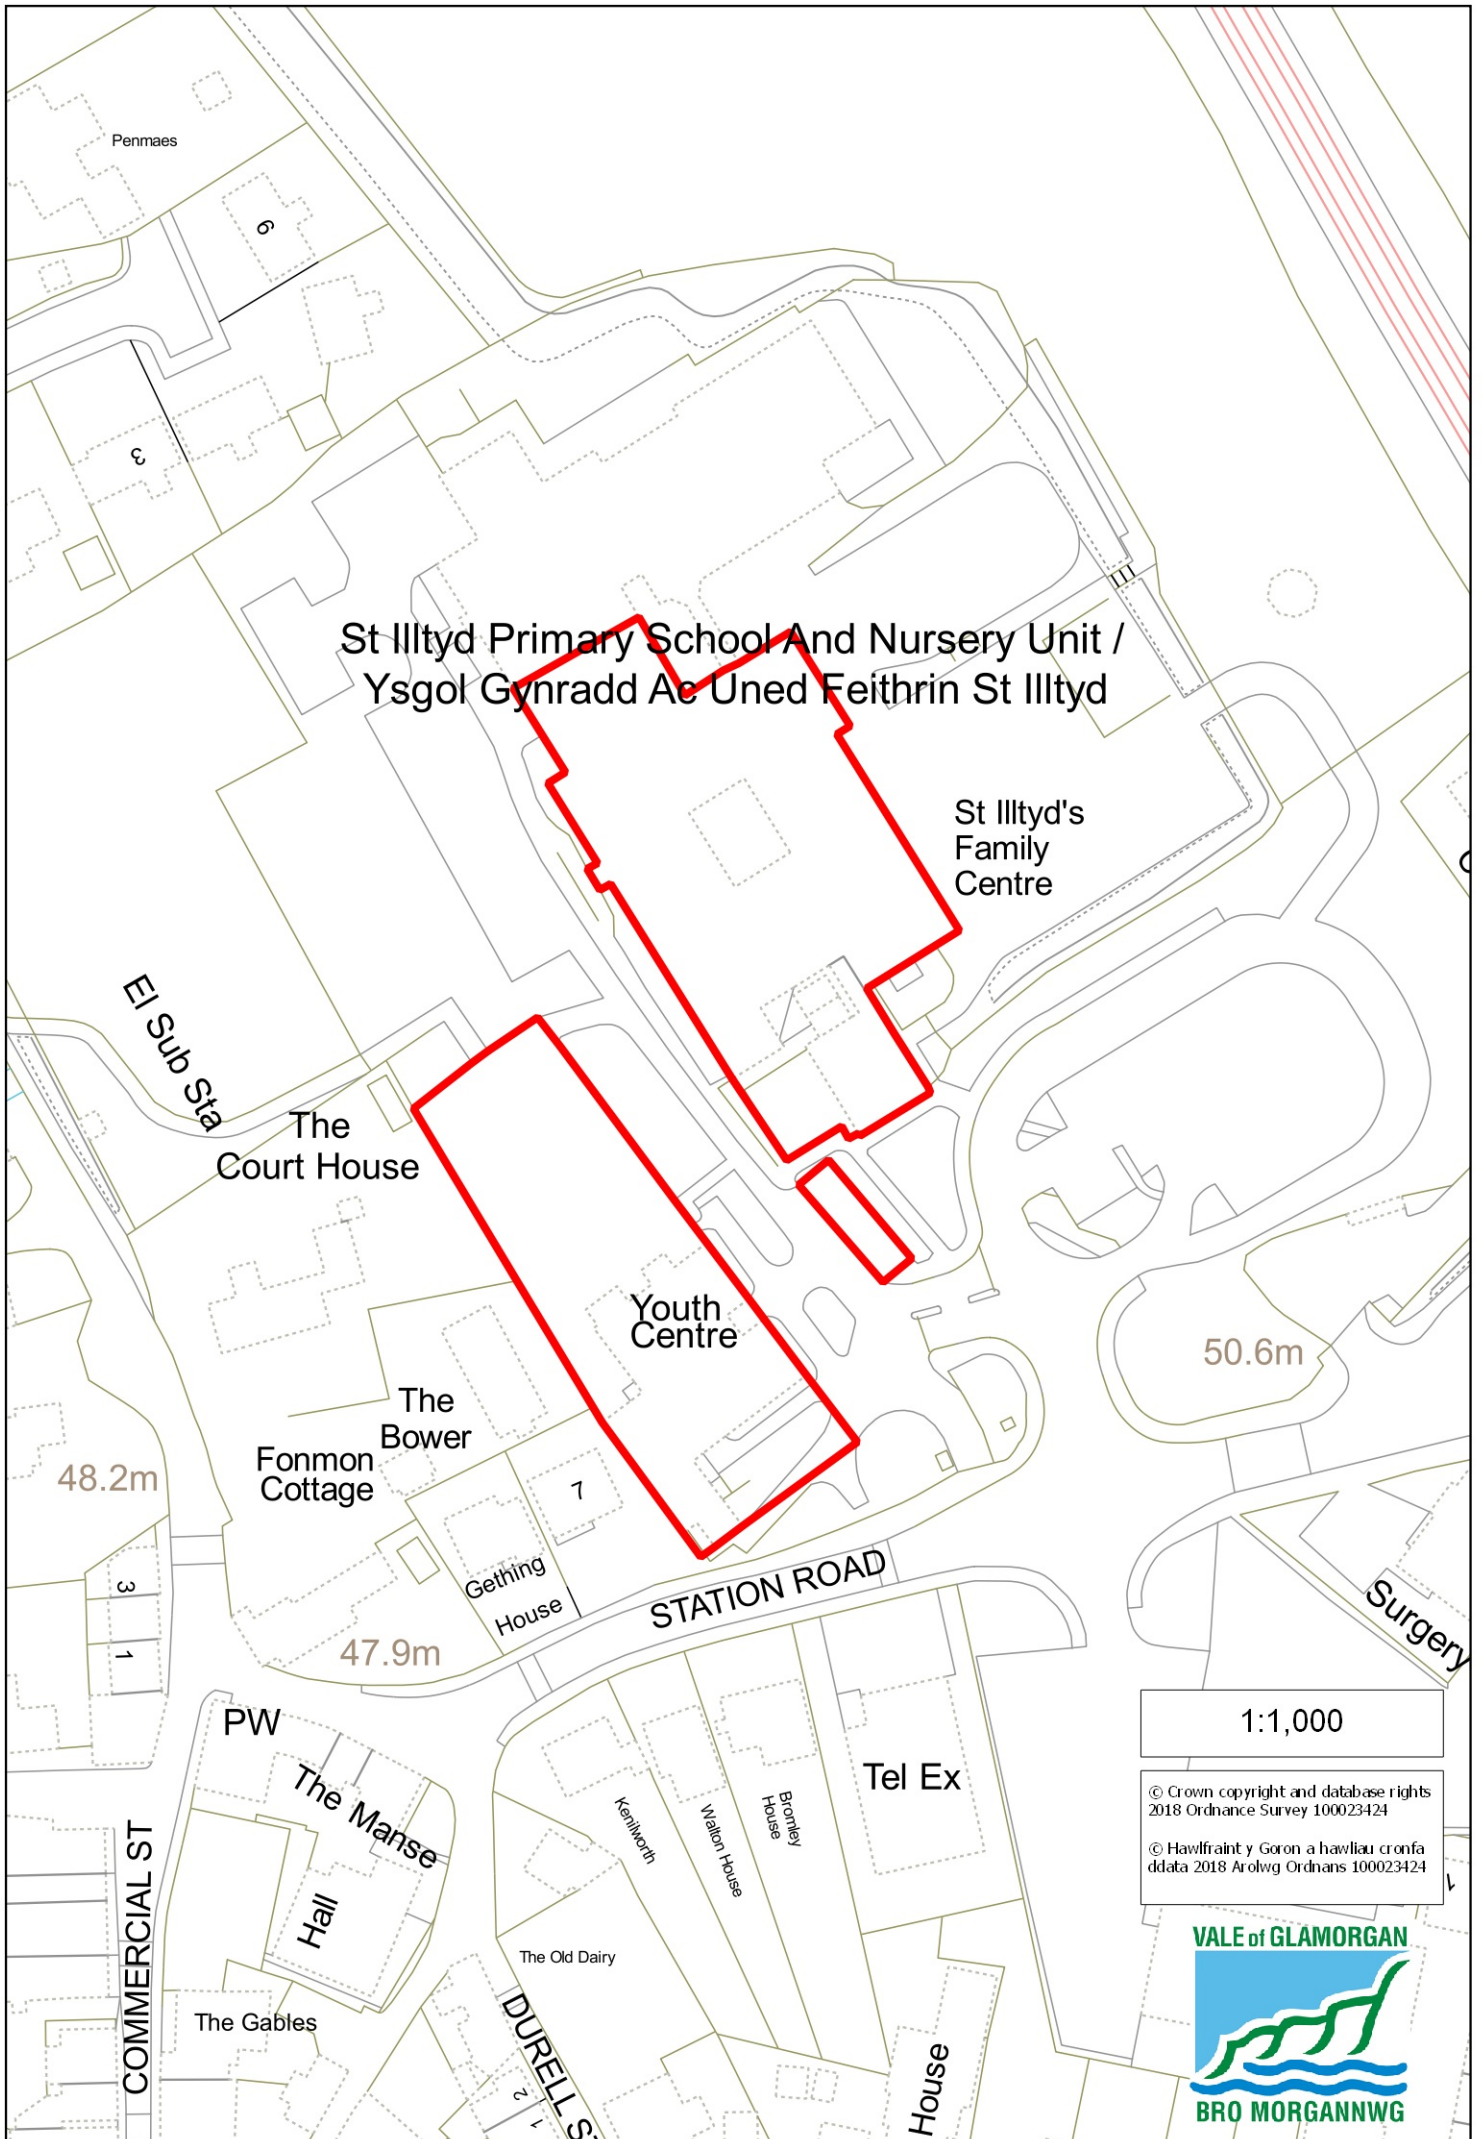 Penmaes
6
3
St Illtyd Primary School And Nursery Unit /
Ysgol Gynradd Ac Uned Feithrin St Illtyd
St Illtyd's
Family
Centre
El Sub Sta
The
Court House
Youth
Centre
50.6m
The
Bower
Fonmon
Cottage
48.2m
7
Gething
House
STATION ROAD
3
1
47.9m
Surgery
PW
The Manse
Hall
Tel Ex
Kenilworth
Walton House
Bromley
House
The Old Dairy
COMMERCIAL ST
The Gables
DURELL ST
2
1
House
1:1,000
© Crown copyright and database rights
2018 Ordnance Survey 100023424
© Hawlfraint y Goron a hawliau cronfa
ddata 2018 Arolwg Ordnans 100023424
1
VALE of GLAMORGAN
BRO MORGANNWG